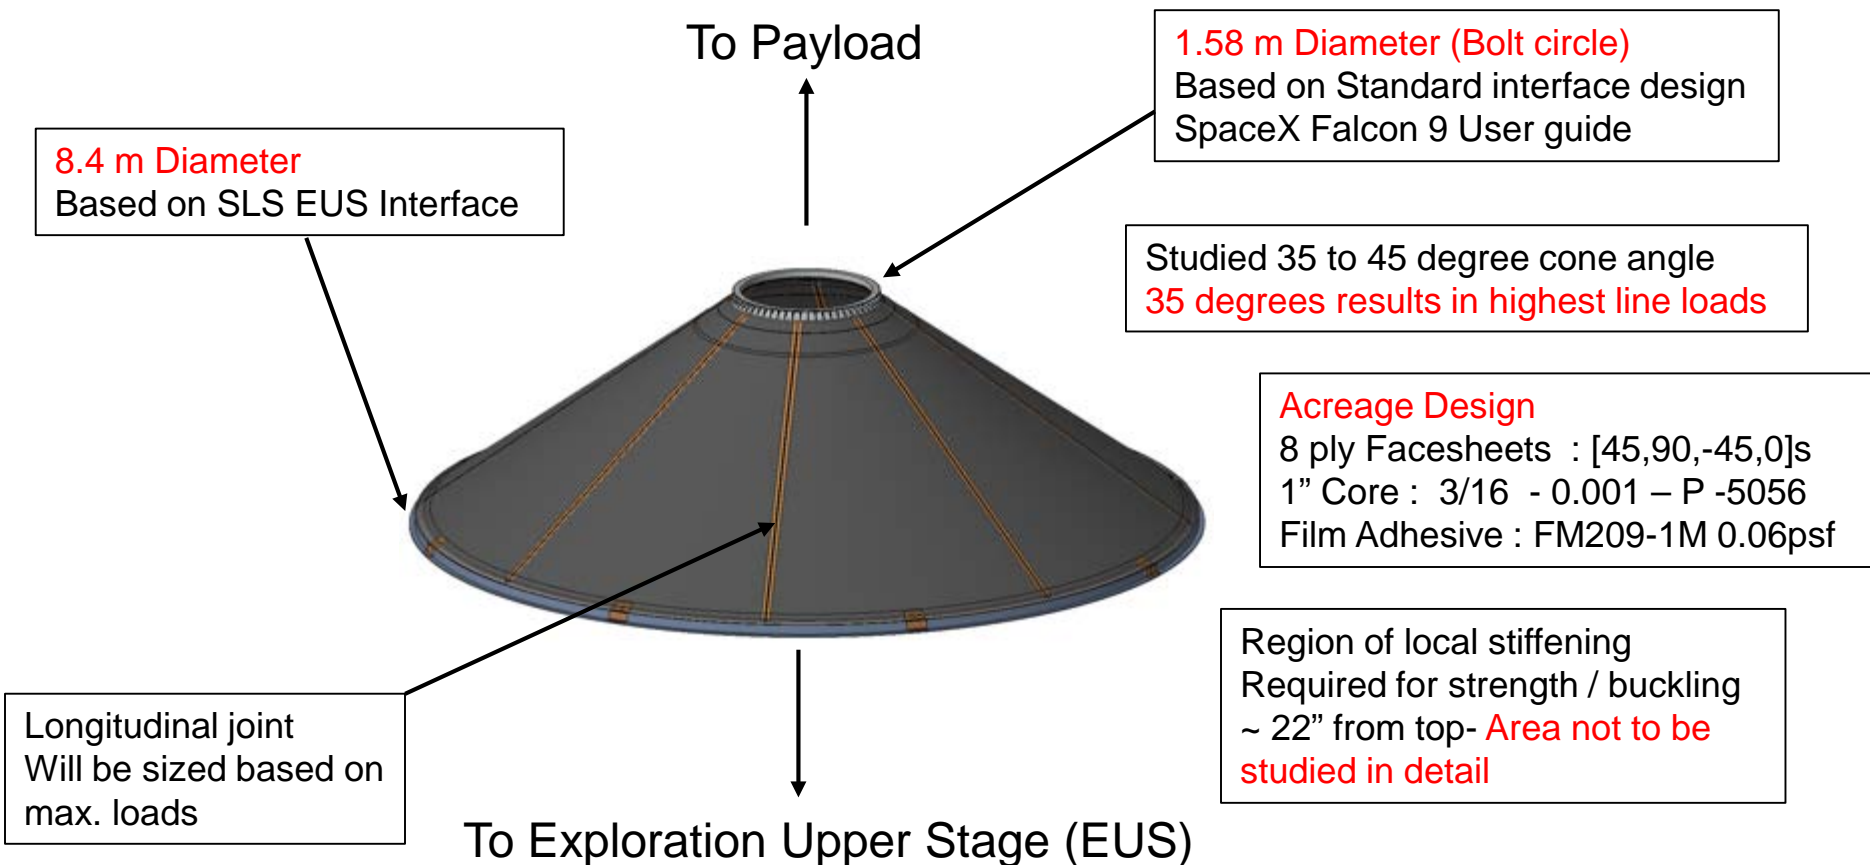 To Payload
1.58 m Diameter (Bolt circle)
Based on Standard interface design
SpaceX Falcon 9 User guide
8.4 m Diameter
Based on SLS EUS Interface
Studied 35 to 45 degree cone angle
35 degrees results in highest line loads
Acreage Design
8 ply Facesheets  : [45,90,-45,0]s
1” Core :  3/16  - 0.001 – P -5056
Film Adhesive : FM209-1M 0.06psf
Region of local stiffening
Required for strength / buckling
~ 22” from top- Area not to be
studied in detail
Longitudinal joint
Will be sized based on
max. loads
To Exploration Upper Stage (EUS)